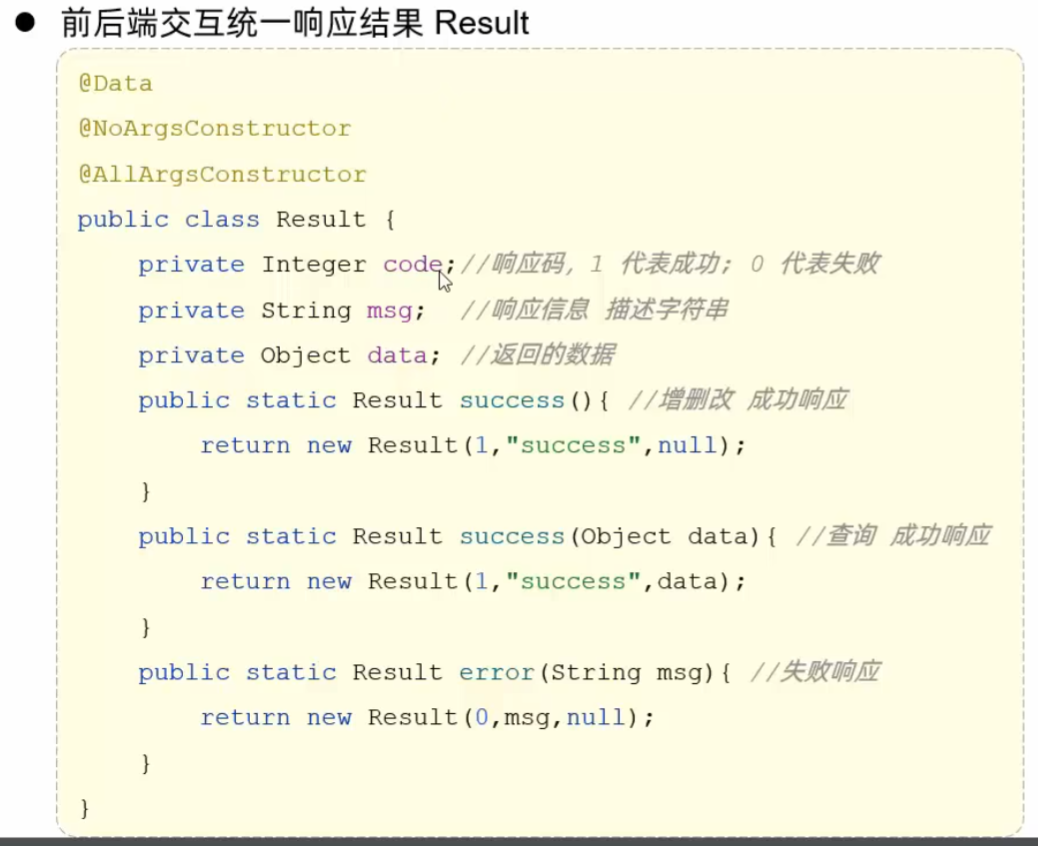 ● 前后端交互统一响应结果 Result
@Data
@NoArgsConstructor
@AllArgsConstructor
public class Result {
private Integer code;//响应码，1 代表成功; 0 代表失败
private String msg; //响应信息 描述字符串
private Object data; //返回的数据
public static Result success(){ //增删改 成功响应
return new Result(1,"success",null);
}
public static Result success(Object data){ //查询 成功响应
return new Result(1,"success",data);
}
public static Result error(String msg){ //失败响应
return new Result(0,msg,null);
}
}